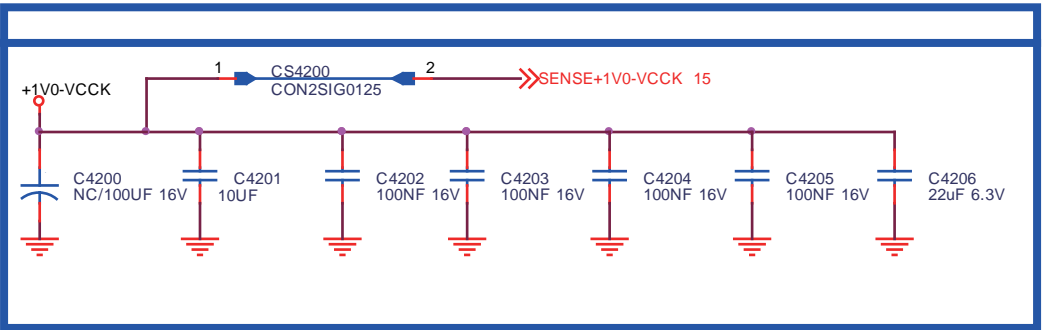 1 CS4200 2
CON2SIG0125
SENSE+1V0-VCCK 15
+1V0-VCCK
C4200
NC/100UF 16V
C4201
10UF
C4202
100NF 16V
C4203
100NF 16V
C4204
100NF 16V
C4205
100NF 16V
C4206
22uF 6.3V